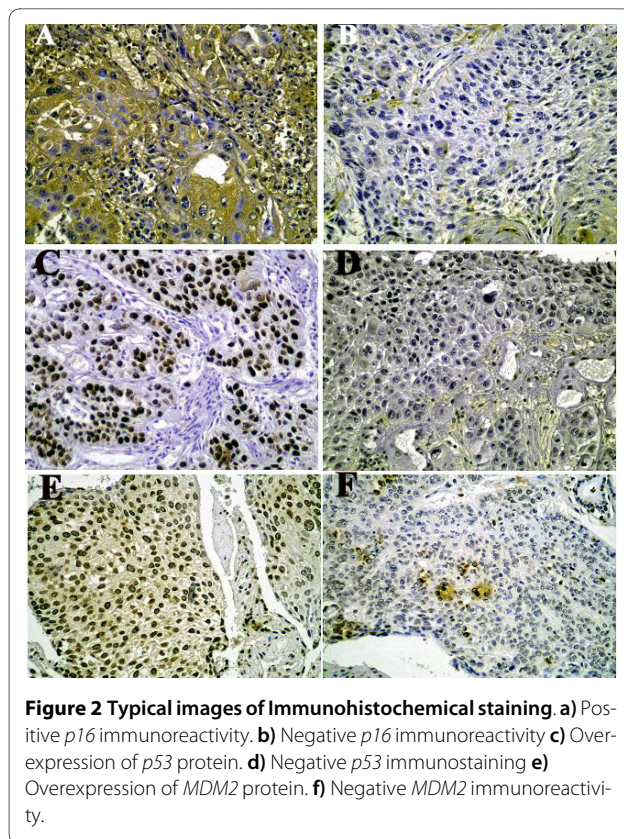 A
B
C
D
E
F
Figure 2 Typical images of Immunohistochemical staining. a) Pos-
itive p16 immunoreactivity. b) Negative p16 immunoreactivity c) Over-
expression of p53 protein. d) Negative p53 immunostaining e)
Overexpression of MDM2 protein. f) Negative MDM2 immunoreactivi-
ty.